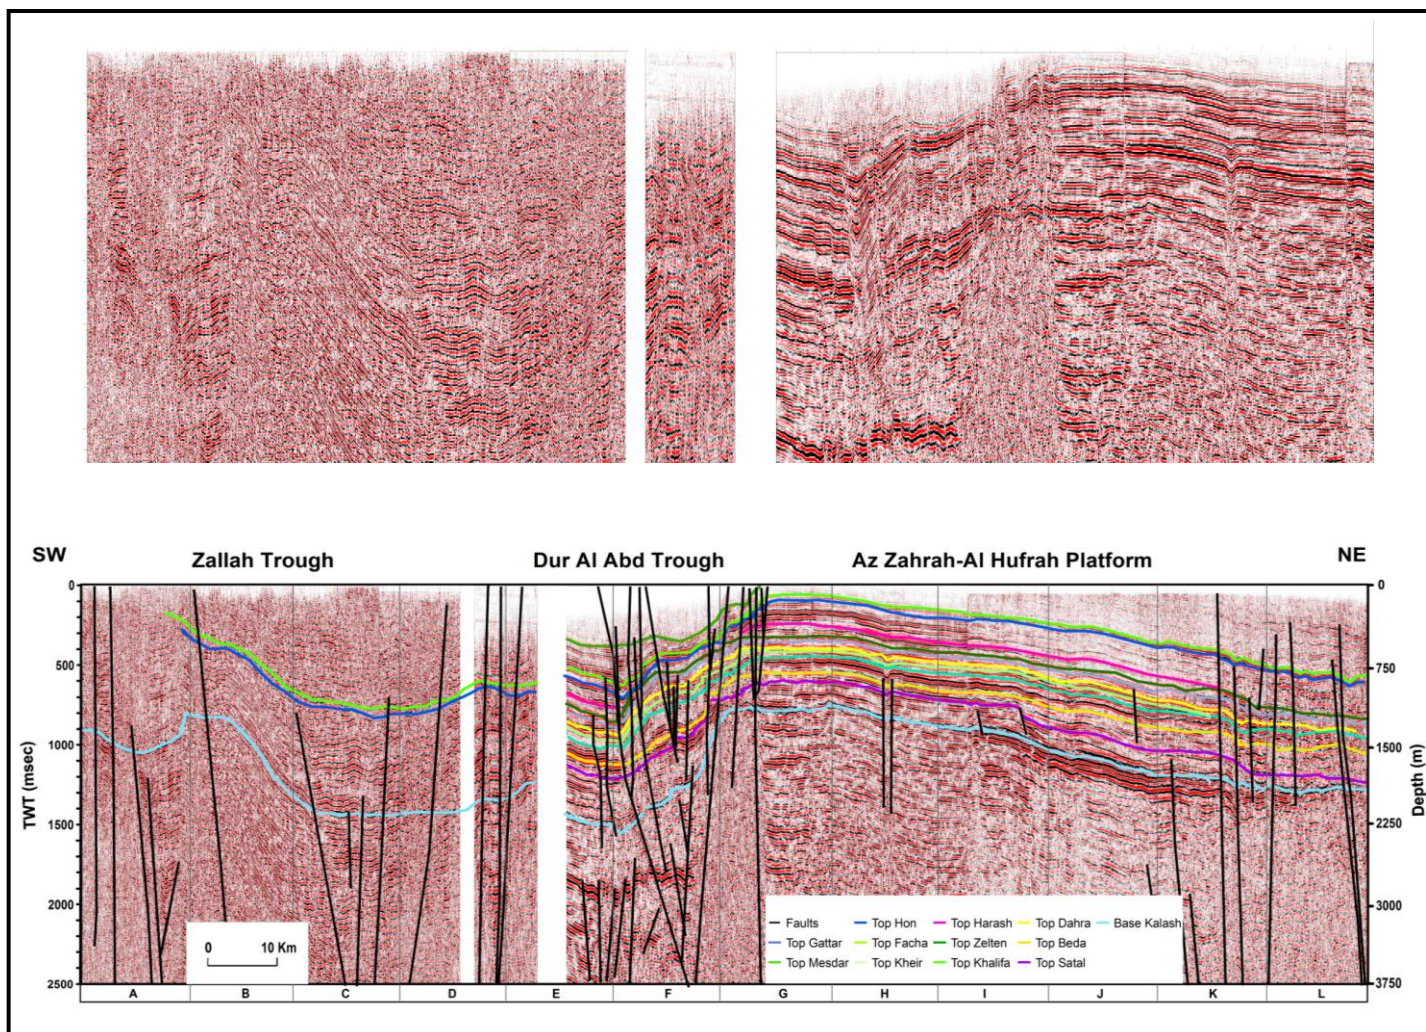 SW Zallah Trough Dur Al Abd Trough Az Zahrah-Al Hufrah Platform NE
0 0
500 750
1000 1500
1500 2250
2000 3000
2500 3750
TWT (msec)
Depth (m)
0 10 Km
Faults Top Hon Top Harash Top Dahra Base Kalash
Top Gattar Top Facha Top Zelten Top Beda
Top Mesdar Top Kheir Top Khalifa Top Satal
A B C D E F G H I J K L